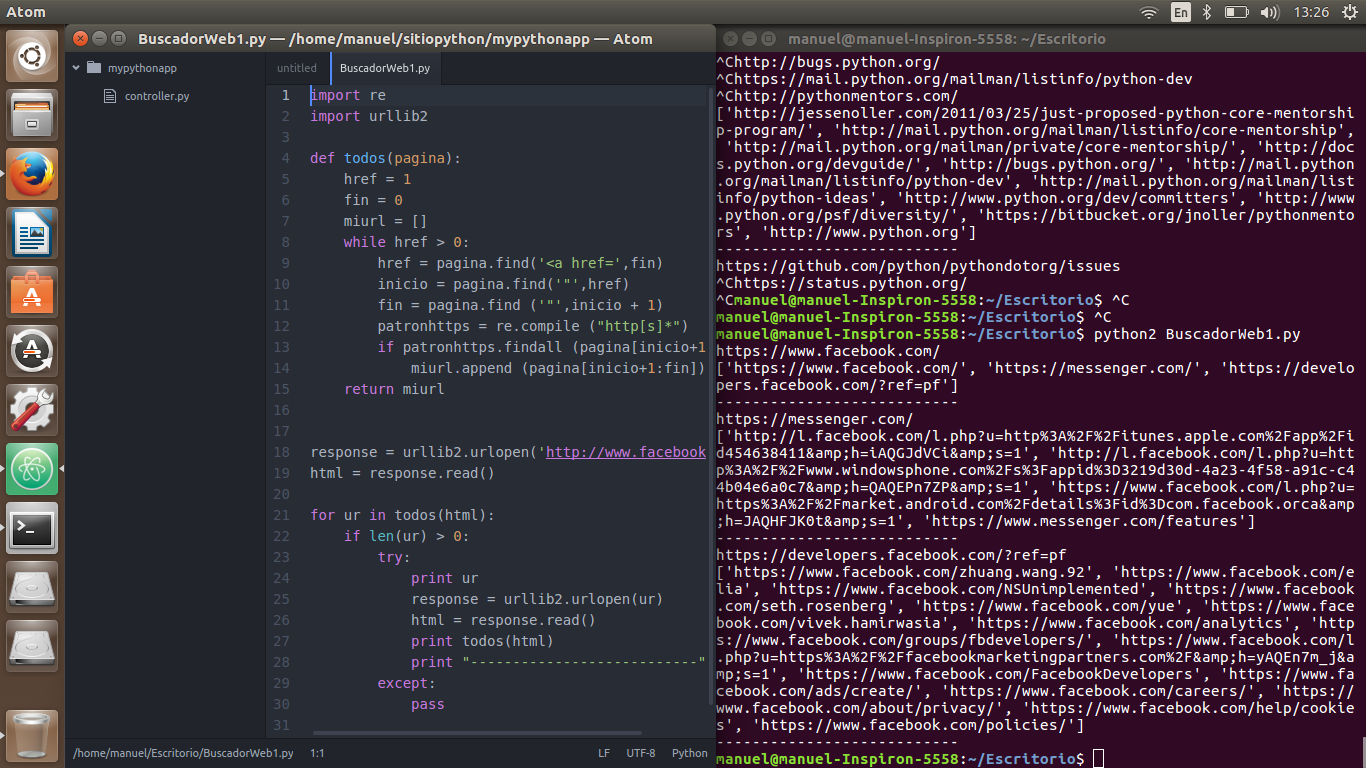 Atom
En
13:26
BuscadorWeb1.py — /home/manuel/sitiopython/mypythonapp — Atom
mypythonapp
controller.py
untitled
BuscadorWeb1.py
1 import re
2 import urllib2
3
4 def todos(pagina):
5     href = 1
6     fin = 0
7     miurl = []
8     while href > 0:
9         href = pagina.find('<a href=',fin)
10         inicio = pagina.find('"',href)
11         fin = pagina.find ('"',inicio + 1)
12         patronhttps = re.compile ("http[s]*")
13         if patronhttps.findall (pagina[inicio+1
14             miurl.append (pagina[inicio+1:fin])
15     return miurl
16
17
18 response = urllib2.urlopen('http://www.facebook
19 html = response.read()
20
21 for ur in todos(html):
22     if len(ur) > 0:
23         try:
24             print ur
25             response = urllib2.urlopen(ur)
26             html = response.read()
27             print todos(html)
28             print "---------------------------"
29         except:
30             pass
31
/home/manuel/Escritorio/BuscadorWeb1.py 1:1 LF UTF-8 Python
manuel@manuel-Inspiron-5558: ~/Escritorio
^Chttp://bugs.python.org/
^Chttps://mail.python.org/mailman/listinfo/python-dev
^Chttp://pythonmentors.com/
['http://jessenoller.com/2011/03/25/just-proposed-python-core-mentorshi
p-program/', 'http://mail.python.org/mailman/listinfo/core-mentorship',
 'http://mail.python.org/mailman/private/core-mentorship/', 'http://doc
s.python.org/devguide/', 'http://bugs.python.org/', 'http://mail.python
.org/mailman/listinfo/python-dev', 'http://mail.python.org/mailman/list
info/python-ideas', 'http://www.python.org/dev/committers', 'http://www
.python.org/psf/diversity/', 'https://bitbucket.org/jnoller/pythonmento
rs', 'http://www.python.org']
----------------------------
https://github.com/python/pythondotorg/issues
^Chttps://status.python.org/
^Cmanuel@manuel-Inspiron-5558:~/Escritorio$ ^C
manuel@manuel-Inspiron-5558:~/Escritorio$ ^C
manuel@manuel-Inspiron-5558:~/Escritorio$ python2 BuscadorWeb1.py
https://www.facebook.com/
['https://www.facebook.com/', 'https://messenger.com/', 'https://develo
pers.facebook.com/?ref=pf']
----------------------------
https://messenger.com/
['http://l.facebook.com/l.php?u=http%3A%2F%2Fitunes.apple.com%2Fapp%2Fi
d454638411&amp;h=iAQGJdVCi&amp;s=1', 'http://l.facebook.com/l.php?u=htt
p%3A%2F%2Fwww.windowsphone.com%2Fs%3Fappid%3D3219d30d-4a23-4f58-a91c-c4
4b04e6a0c7&amp;h=QAQEPn7ZP&amp;s=1', 'https://www.facebook.com/l.php?u=
https%3A%2F%2Fmarket.android.com%2Fdetails%3Fid%3Dcom.facebook.orca&amp
;h=JAQHFJK0t&amp;s=1', 'https://www.messenger.com/features']
----------------------------
https://developers.facebook.com/?ref=pf
['https://www.facebook.com/zhuang.wang.92', 'https://www.facebook.com/e
lia', 'https://www.facebook.com/NSUnimplemented', 'https://www.facebook
.com/seth.rosenberg', 'https://www.facebook.com/yue', 'https://www.face
book.com/vivek.hamirwasia', 'https://www.facebook.com/analytics', 'http
s://www.facebook.com/groups/fbdevelopers/', 'https://www.facebook.com/l
.php?u=https%3A%2F%2Ffacebookmarketingpartners.com%2F&amp;h=yAQEn7m_j&a
mp;s=1', 'https://www.facebook.com/FacebookDevelopers', 'https://www.fa
cebook.com/ads/create/', 'https://www.facebook.com/careers/', 'https://
www.facebook.com/about/privacy/', 'https://www.facebook.com/help/cookie
s', 'https://www.facebook.com/policies/']
----------------------------
manuel@manuel-Inspiron-5558:~/Escritorio$